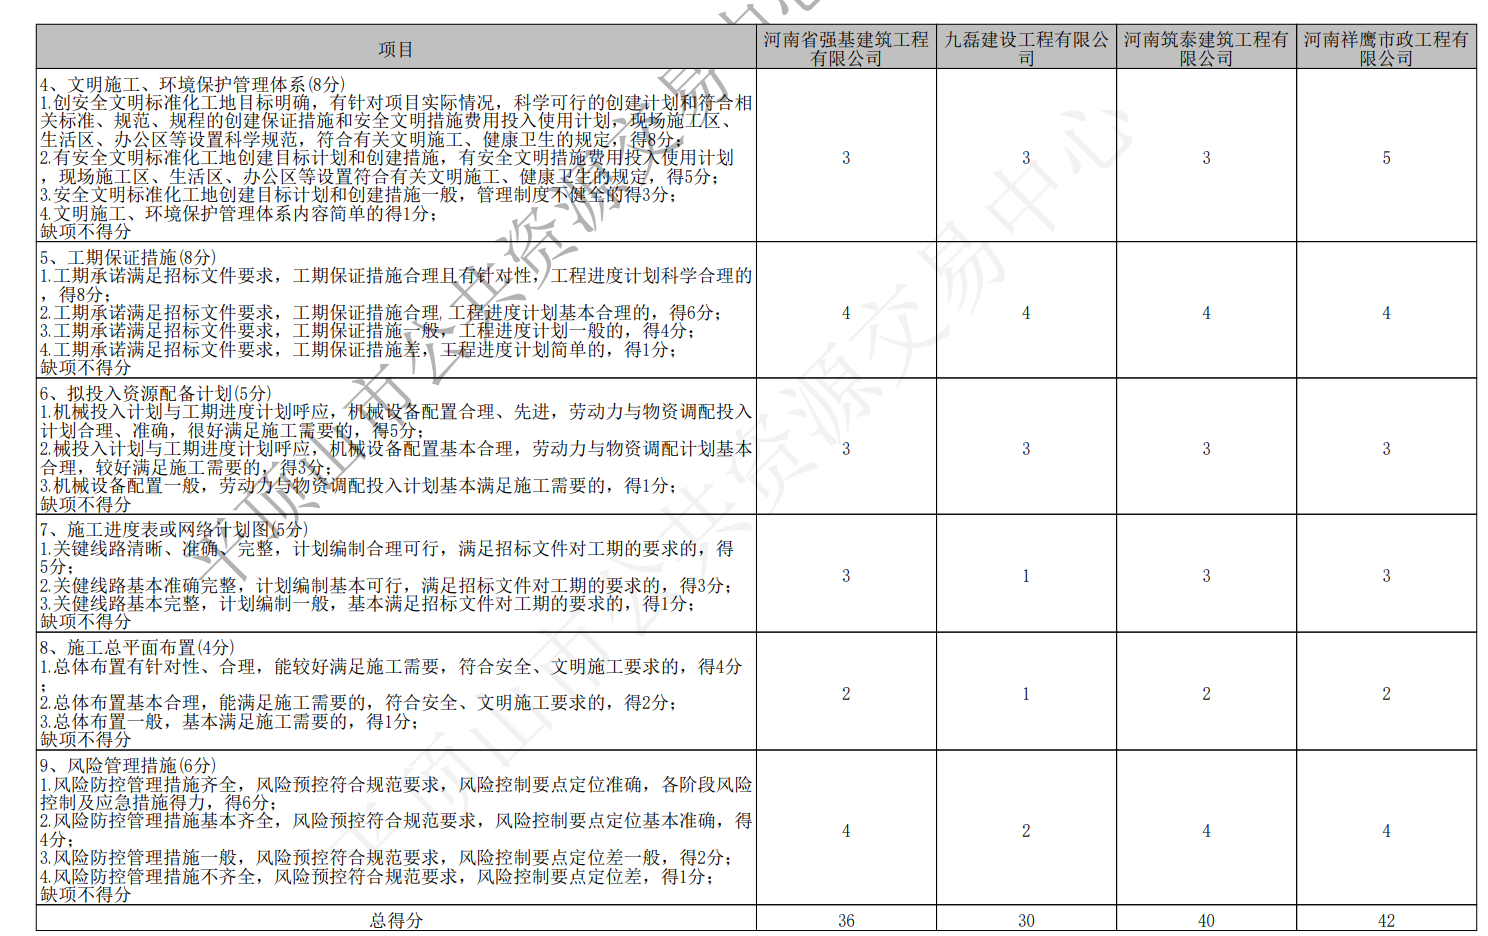 项目
河南省强基建筑工程
有限公司
九磊建设工程有限公
司
河南筑泰建筑工程有
限公司
河南祥鹰市政工程有
限公司
4、文明施工、环境保护管理体系(8分)
1.创安全文明标准化工地目标明确，有针对项目实际情况，科学可行的创建计划和符合相
关标准、规范、规程的创建保证措施和安全文明措施费用投入使用计划，现场施工区、
生活区、办公区等设置科学规范，符合有关文明施工、健康卫生的规定，得8分；
2.有安全文明标准化工地创建目标计划和创建措施，有安全文明措施费用投入使用计划
，现场施工区、生活区、办公区等设置符合有关文明施工、健康卫生的规定，得5分；
3.安全文明标准化工地创建目标计划和创建措施一般，管理制度不健全的得3分；
4.文明施工、环境保护管理体系内容简单的得1分；
缺项不得分
3
3
3
5
5、工期保证措施(8分)
1.工期承诺满足招标文件要求，工期保证措施合理且有针对性，工程进度计划科学合理的
，得8分；
2.工期承诺满足招标文件要求，工期保证措施合理,工程进度计划基本合理的，得6分；
3.工期承诺满足招标文件要求，工期保证措施一般，工程进度计划一般的，得4分；
4.工期承诺满足招标文件要求，工期保证措施差，工程进度计划简单的，得1分；
缺项不得分
4
4
4
4
6、拟投入资源配备计划(5分)
1.机械投入计划与工期进度计划呼应，机械设备配置合理、先进，劳动力与物资调配投入
计划合理、准确，很好满足施工需要的，得5分；
2.械投入计划与工期进度计划呼应，机械设备配置基本合理，劳动力与物资调配计划基本
合理，较好满足施工需要的，得3分；
3.机械设备配置一般，劳动力与物资调配投入计划基本满足施工需要的，得1分；
缺项不得分
3
3
3
3
7、施工进度表或网络计划图(5分)
1.关键线路清晰、准确、完整，计划编制合理可行，满足招标文件对工期的要求的，得
5分；
2.关健线路基本准确完整，计划编制基本可行，满足招标文件对工期的要求的，得3分；
3.关健线路基本完整，计划编制一般，基本满足招标文件对工期的要求的，得1分；
缺项不得分
3
1
3
3
8、施工总平面布置(4分)
1.总体布置有针对性、合理，能较好满足施工需要，符合安全、文明施工要求的，得4分
；
2.总体布置基本合理，能满足施工需要的，符合安全、文明施工要求的，得2分；
3.总体布置一般，基本满足施工需要的，得1分；
缺项不得分
2
1
2
2
9、风险管理措施(6分)
1.风险防控管理措施齐全，风险预控符合规范要求，风险控制要点定位准确，各阶段风险
控制及应急措施得力，得6分；
2.风险防控管理措施基本齐全，风险预控符合规范要求，风险控制要点定位基本准确，得
4分；
3.风险防控管理措施一般，风险预控符合规范要求，风险控制要点定位差一般，得2分；
4.风险防控管理措施不齐全，风险预控符合规范要求，风险控制要点定位差，得1分；
缺项不得分
4
2
4
4
总得分
36
30
40
42
平顶山市公共资源交易中心
平顶山市公共资源交易中心